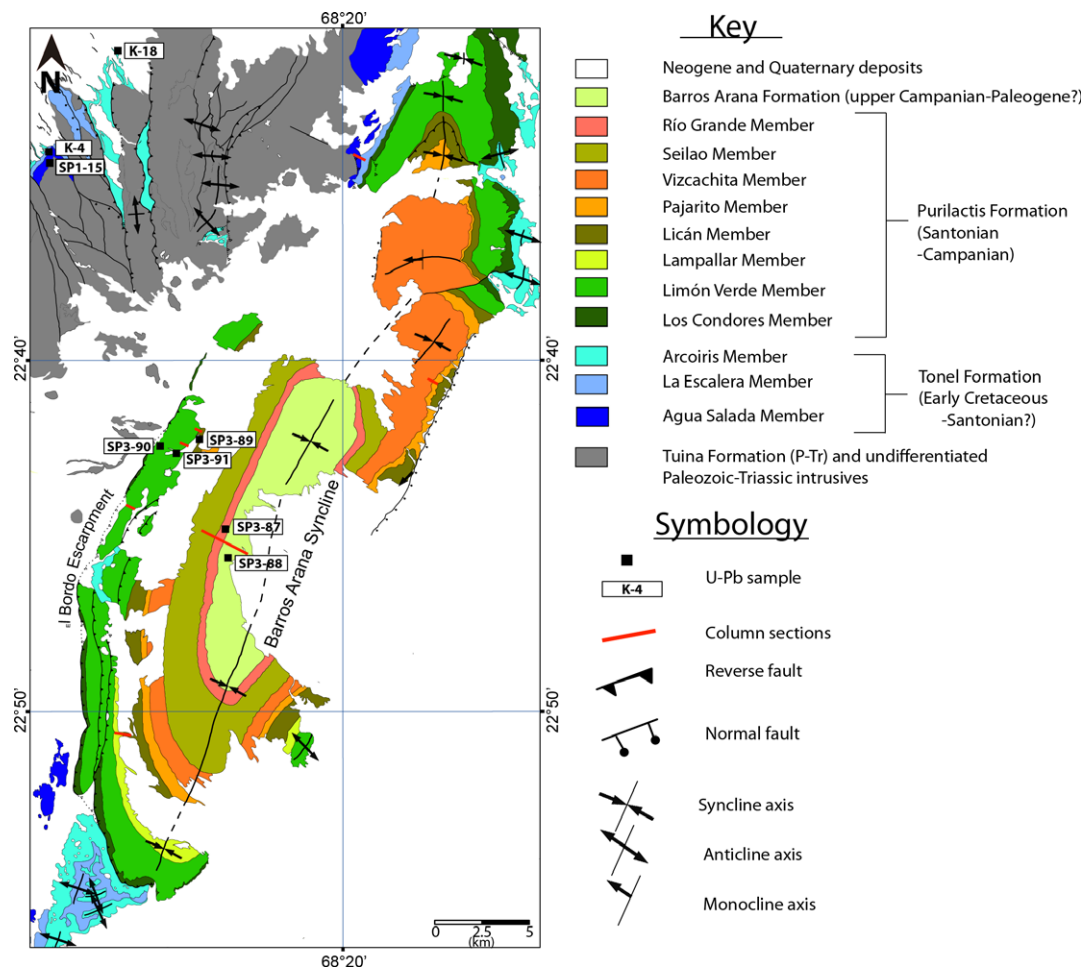 68°20'
Key
K-18
N
Neogene and Quaternary deposits
Barros Arana Formation (upper Campanian-Paleogene?)
Río Grande Member
K-4
Seilao Member
SP1-15
Vizcachita Member
Pajarito Member
Purilactis Formation
(Santonian
-Campanian)
Licán Member
Lampallar Member
Limón Verde Member
Los Condores Member
22°40'
22°40'
Arcoiris Member
La Escalera Member
Tonel Formation
(Early Cretaceous
-Santonian?)
Agua Salada Member
SP3-90
SP3-89
SP3-91
Tuina Formation (P-Tr) and undifferentiated
Paleozoic-Triassic intrusives
l Bordo Escarpment
Barros Arana Syncline
SP3-87
SP3-88
Symbology
K-4
U-Pb sample
Column sections
Reverse fault
22°50'
22°50'
Normal fault
Syncline axis
Anticline axis
Monocline axis
0 2.5 5
(km)
68°20'